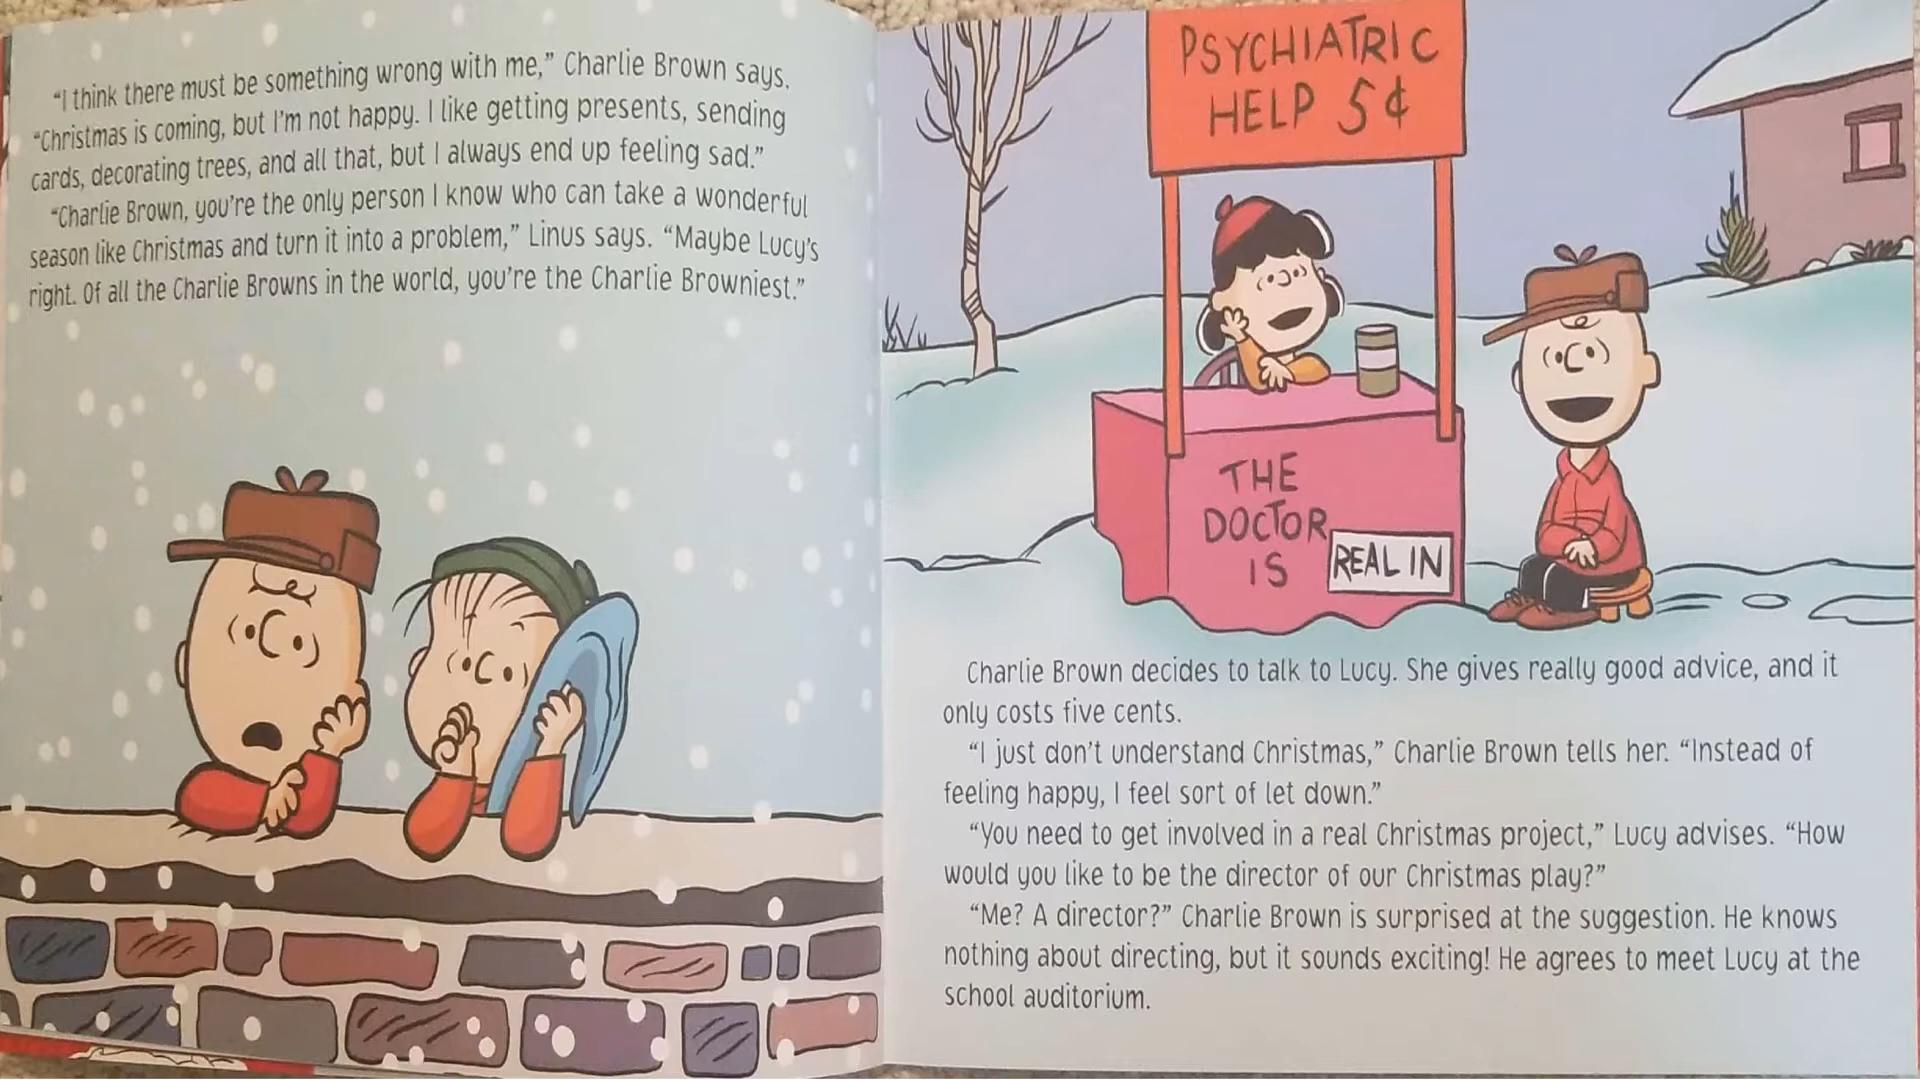 “I think there must be something wrong with me,” Charlie Brown says.
“Christmas is coming, but I’m not happy. I like getting presents, sending
cards, decorating trees, and all that, but I always end up feeling sad.”
“Charlie Brown, you’re the only person I know who can take a wonderful
season like Christmas and turn it into a problem,” Linus says. “Maybe Lucy’s
right. Of all the Charlie Browns in the world, you’re the Charlie Browniest.”
PSYCHIATRIC
HELP 5¢
THE
DOCTOR
IS REAL IN
Charlie Brown decides to talk to Lucy. She gives really good advice, and it
only costs five cents.
“I just don’t understand Christmas,” Charlie Brown tells her. “Instead of
feeling happy, I feel sort of let down.”
“You need to get involved in a real Christmas project,” Lucy advises. “How
would you like to be the director of our Christmas play?”
“Me? A director?” Charlie Brown is surprised at the suggestion. He knows
nothing about directing, but it sounds exciting! He agrees to meet Lucy at the
school auditorium.